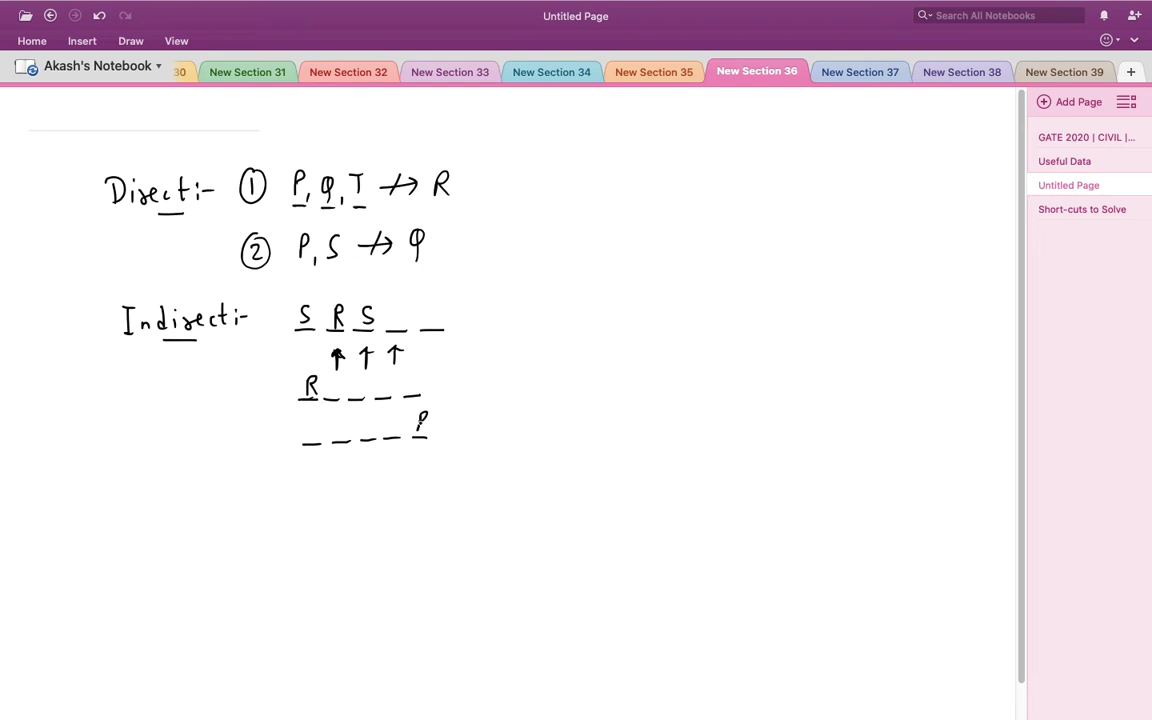 Untitled Page
Search All Notebooks
Home Insert Draw View
Akash's Notebook
30 New Section 31 New Section 32 New Section 33 New Section 34 New Section 35 New Section 36 New Section 37 New Section 38 New Section 39 +
Add Page
GATE 2020 | CIVIL |...
Useful Data
Untitled Page
Short-cuts to Solve
Direct:- ① P, Q, T ↛ R
② P, S ↛ Q
Indirect:- S R S _ _
↑ ↑ ↑
R _ _ _ _
_ _ _ _ P